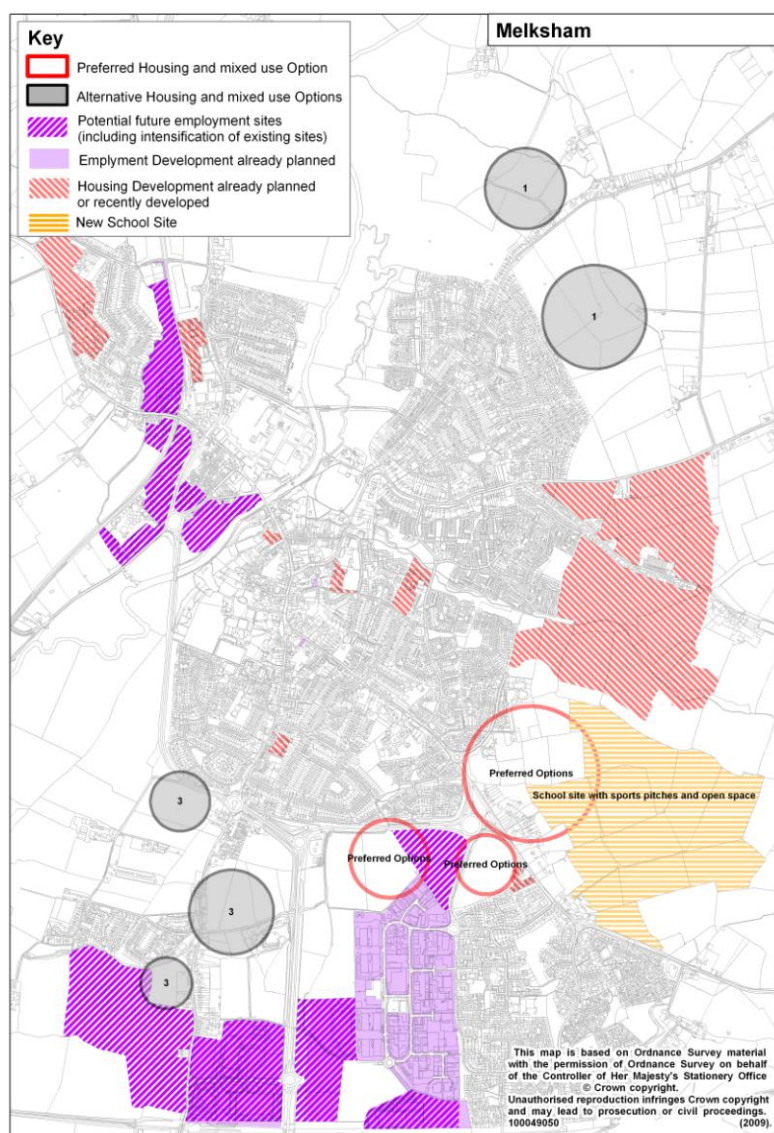 Melksham
Key
Preferred Housing and mixed use Option
Alternative Housing and mixed use Options
Potential future employment sites
(including intensification of existing sites)
Emplyment Development already planned
Housing Development already planned
or recently developed
New School Site
1
1
Preferred Options
School site with sports pitches and open space
3
Preferred Options
Preferred Options
3
3
This map is based on Ordnance Survey material
with the permission of Ordnance Survey on behalf
of the Controller of Her Majesty's Stationery Office
© Crown copyright.
Unauthorised reproduction infringes Crown copyright
and may lead to prosecution or civil proceedings.
100049050 (2009).